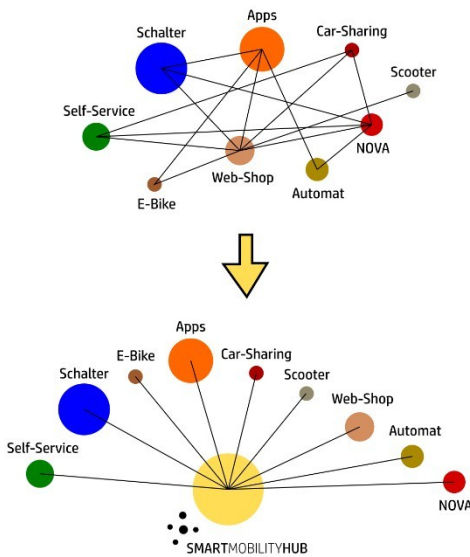 Apps
Schalter
Car-Sharing
Scooter
Self-Service
NOVA
Web-Shop
Automat
E-Bike
Apps
E-Bike
Car-Sharing
Schalter
Scooter
Web-Shop
Automat
Self-Service
NOVA
SMARTMOBILITYHUB